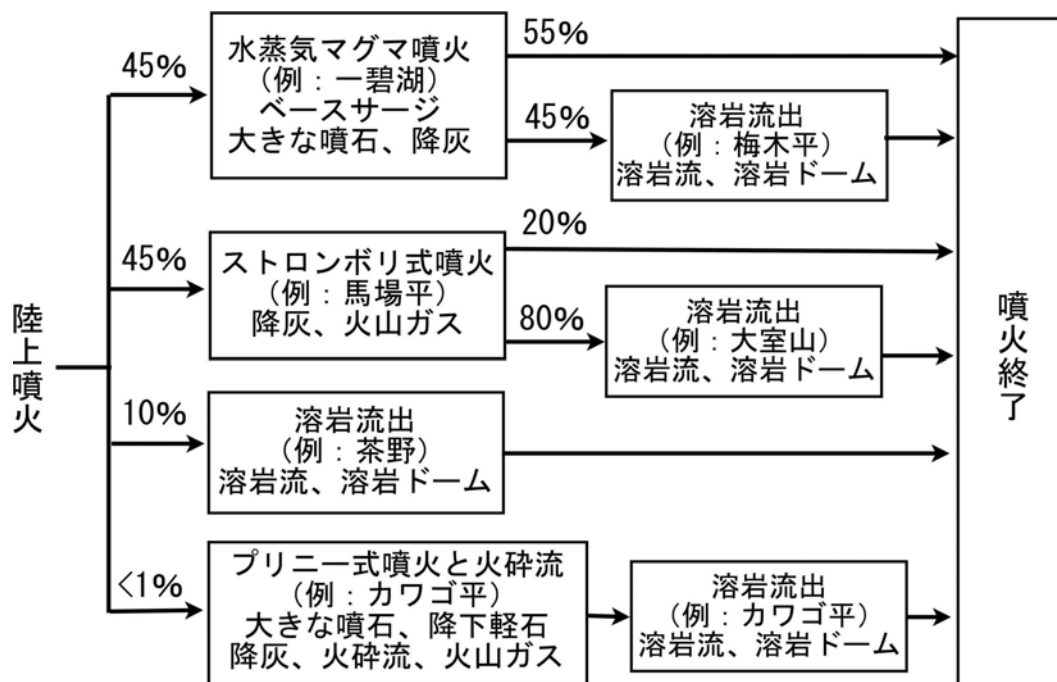 陸上噴火
45%
水蒸気マグマ噴火
(例：一碧湖)
ベースサージ
大きな噴石、降灰
55%
45%
溶岩流出
(例：梅木平)
溶岩流、溶岩ドーム
45%
ストロンボリ式噴火
(例：馬場平)
降灰、火山ガス
20%
80%
溶岩流出
(例：大室山)
溶岩流、溶岩ドーム
10%
溶岩流出
(例：茶野)
溶岩流、溶岩ドーム
<1%
プリニー式噴火と火砕流
(例：カワゴ平)
大きな噴石、降下軽石
降灰、火砕流、火山ガス
溶岩流出
(例：カワゴ平)
溶岩流、溶岩ドーム
噴火終了